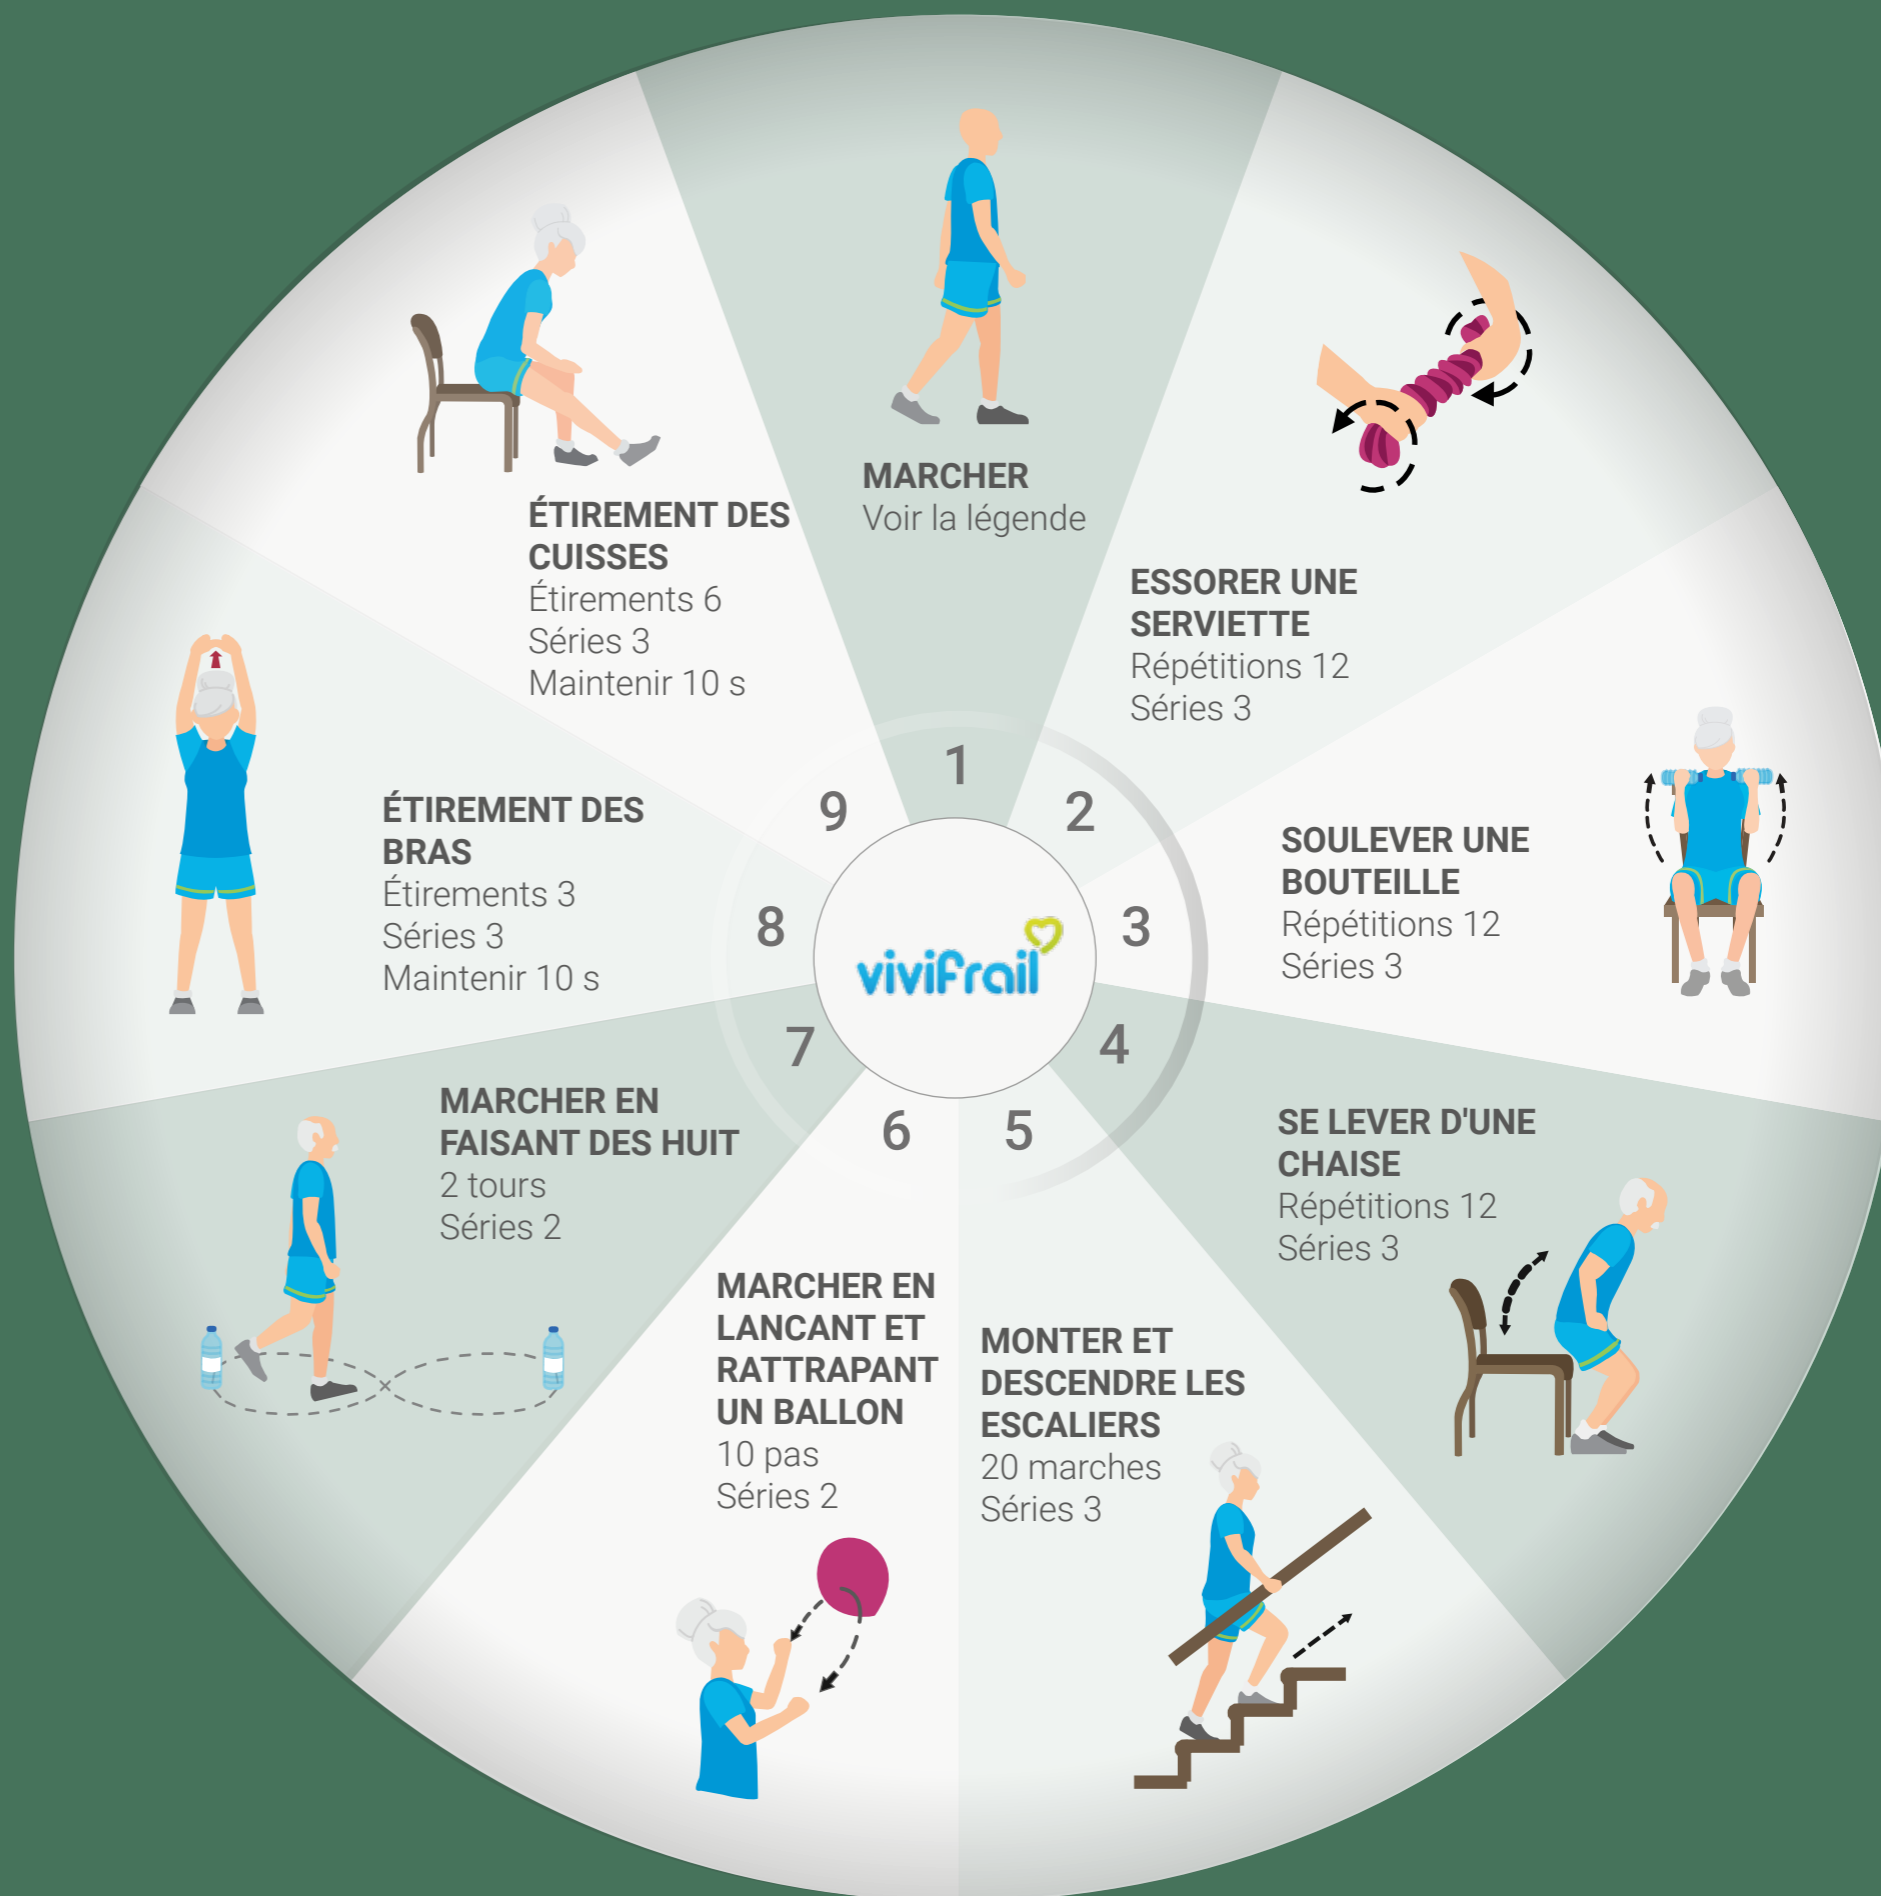 1
MARCHER
Voir la légende
2
ESSORER UNE
SERVIETTE
Répétitions 12
Séries 3
3
SOULEVER UNE
BOUTEILLE
Répétitions 12
Séries 3
4
SE LEVER D'UNE
CHAISE
Répétitions 12
Séries 3
5
MONTER ET
DESCENDRE LES
ESCALIERS
20 marches
Séries 3
6
MARCHER EN
LANCANT ET
RATTRAPANT
UN BALLON
10 pas
Séries 2
7
MARCHER EN
FAISANT DES HUIT
2 tours
Séries 2
8
ÉTIREMENT DES
BRAS
Étirements 3
Séries 3
Maintenir 10 s
9
ÉTIREMENT DES
CUISSES
Étirements 6
Séries 3
Maintenir 10 s
vivifrail